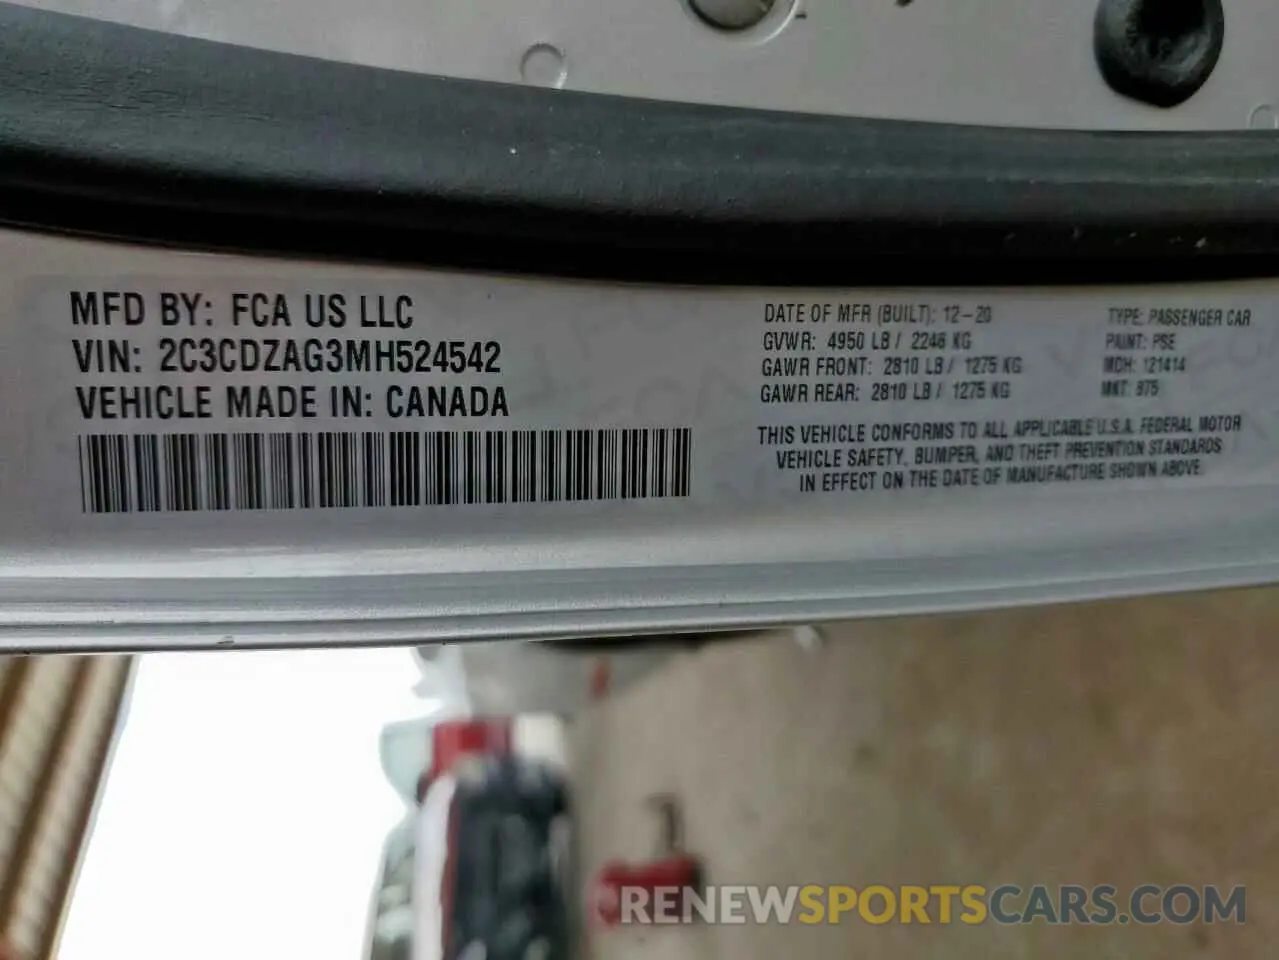 MFD BY: FCA US LLC
VIN: 2C3CDZAG3MH524542
VEHICLE MADE IN: CANADA
DATE OF MFR (BUILT): 12-20
GVWR: 4950 LB / 2246 KG
GAWR FRONT: 2810 LB / 1275 KG
GAWR REAR: 2810 LB / 1275 KG
TYPE: PASSENGER CAR
PAINT: PSE
MDH: 121414
MKT: 975
THIS VEHICLE CONFORMS TO ALL APPLICABLE U.S.A. FEDERAL MOTOR
VEHICLE SAFETY, BUMPER, AND THEFT PREVENTION STANDARDS
IN EFFECT ON THE DATE OF MANUFACTURE SHOWN ABOVE.
RENEWSPORTSCARS.COM